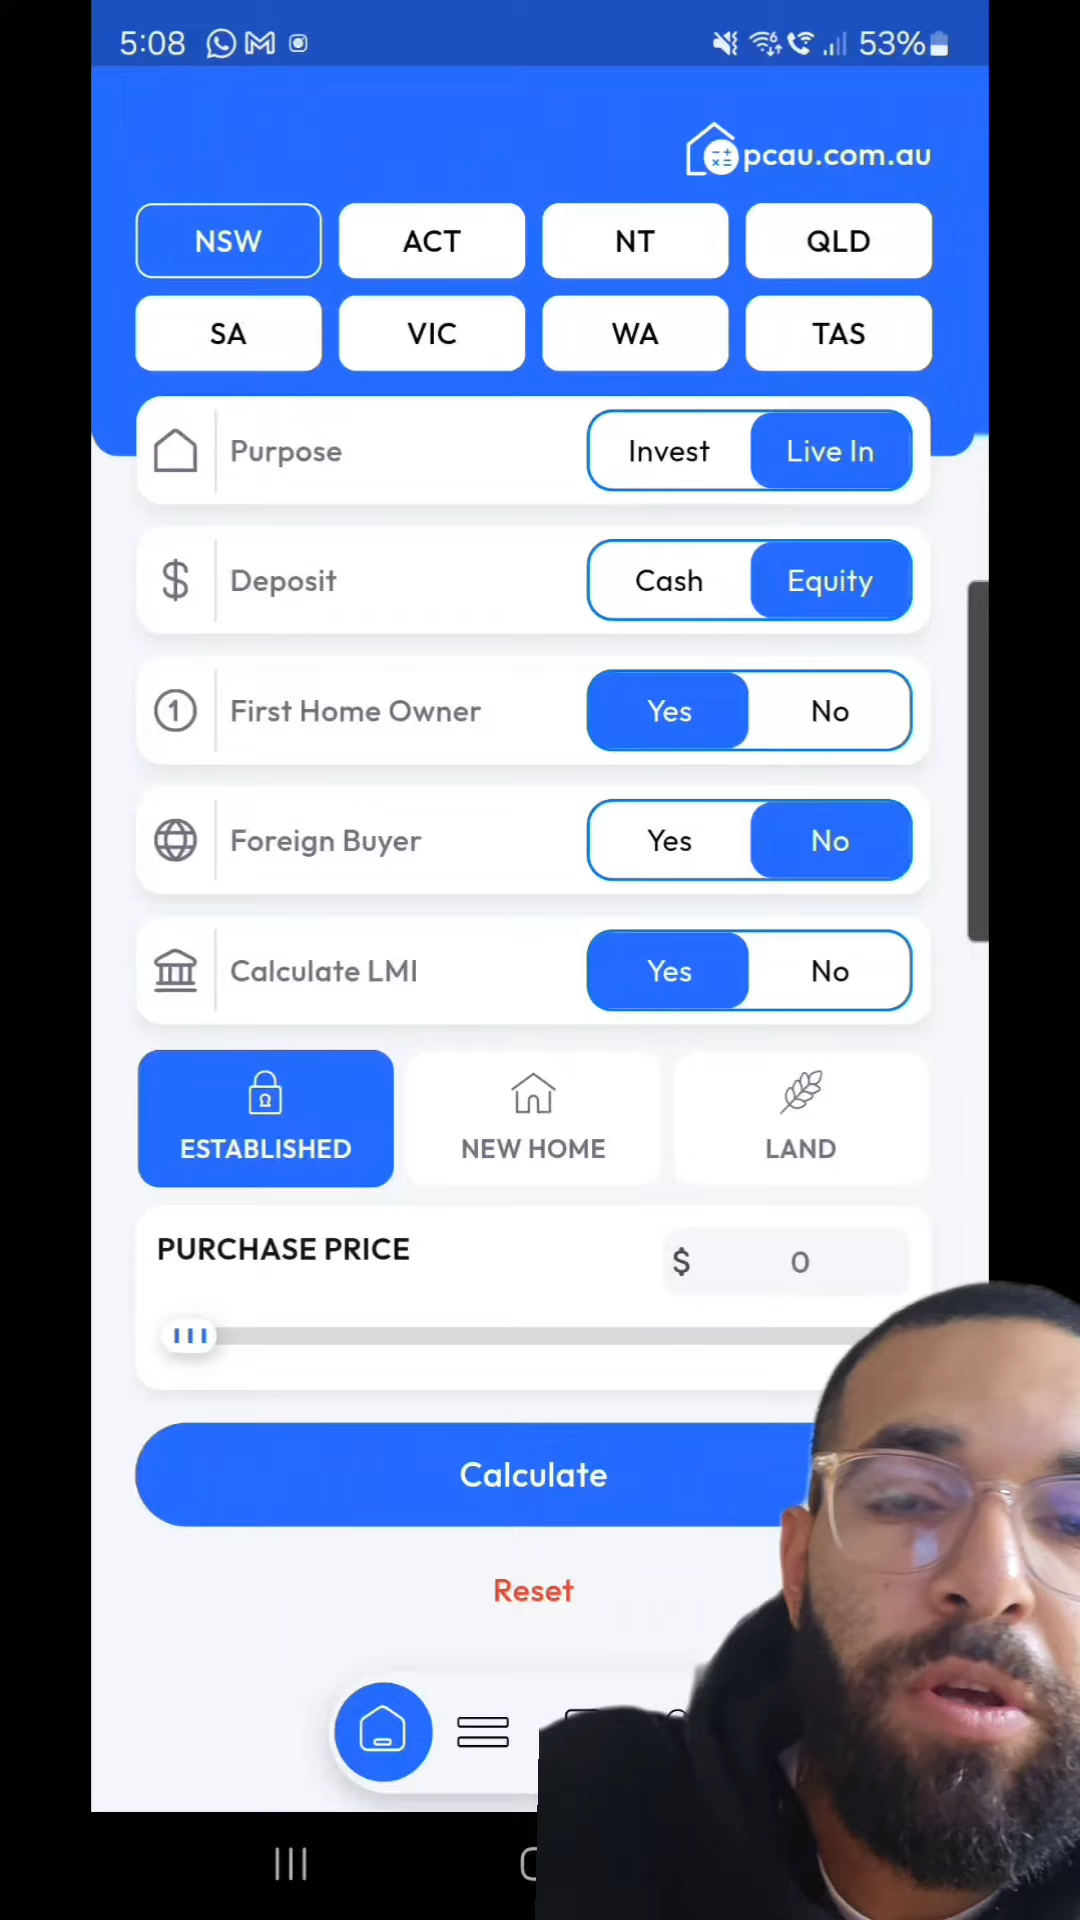 5:08 53%
pcau.com.au
NSW ACT NT QLD
SA VIC WA TAS
Purpose Invest Live In
Deposit Cash Equity
First Home Owner Yes No
Foreign Buyer Yes No
Calculate LMI Yes No
ESTABLISHED NEW HOME LAND
PURCHASE PRICE $ 0
Calculate
Reset